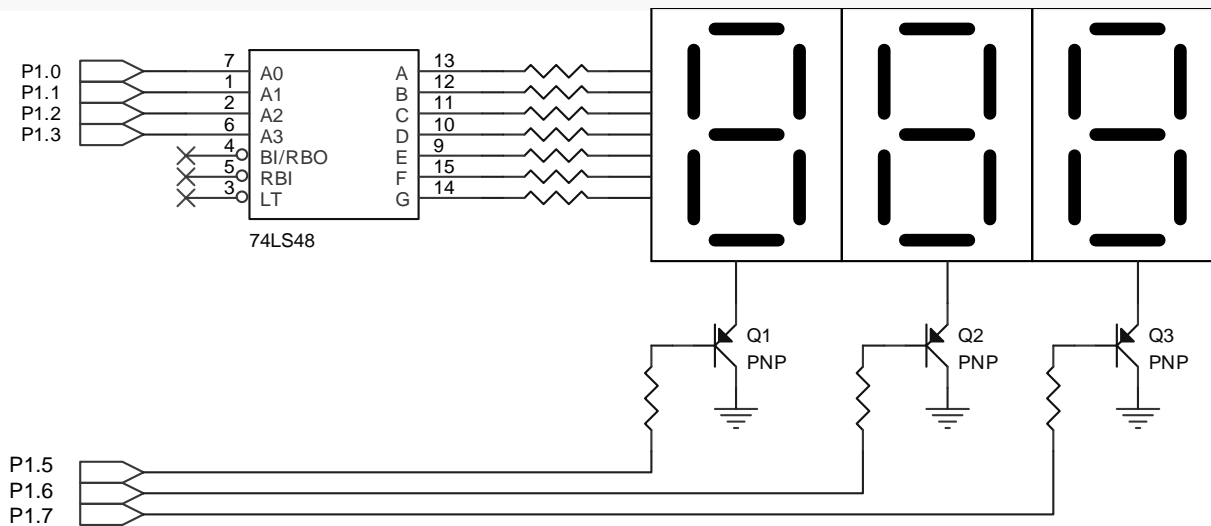 P1.0 7 A0 A 13
P1.1 1 A1 B 12
P1.2 2 A2 C 11
P1.3 6 A3 D 10
4 BI/RBO E 9
5 RBI F 15
3 LT G 14
74LS48
Q1 Q2 Q3
PNP PNP PNP
P1.5
P1.6
P1.7